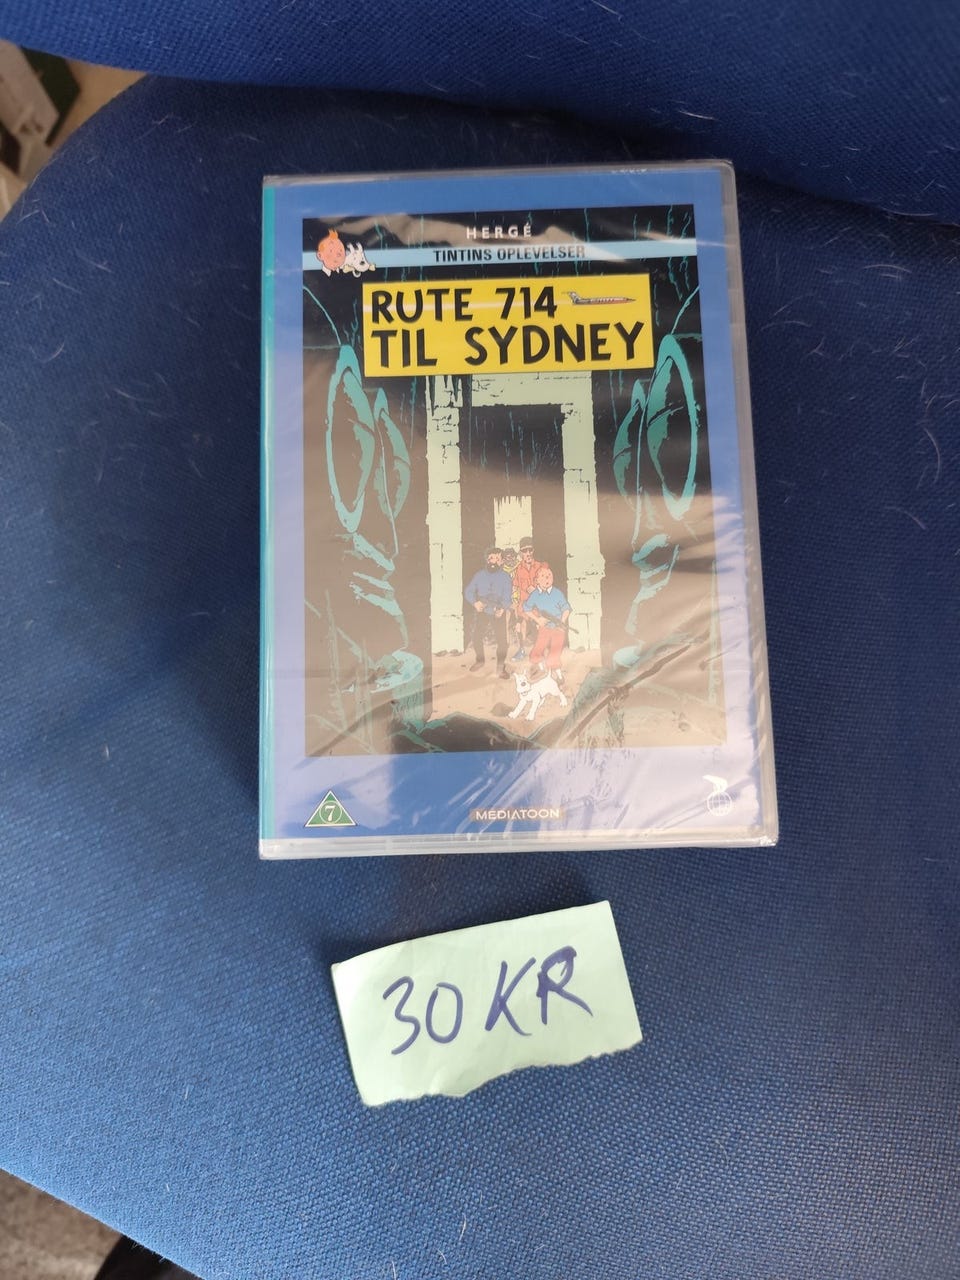 HERGÉ
TINTINS OPLEVELSER
RUTE 714
TIL SYDNEY
7
MEDIATOON
30 KR